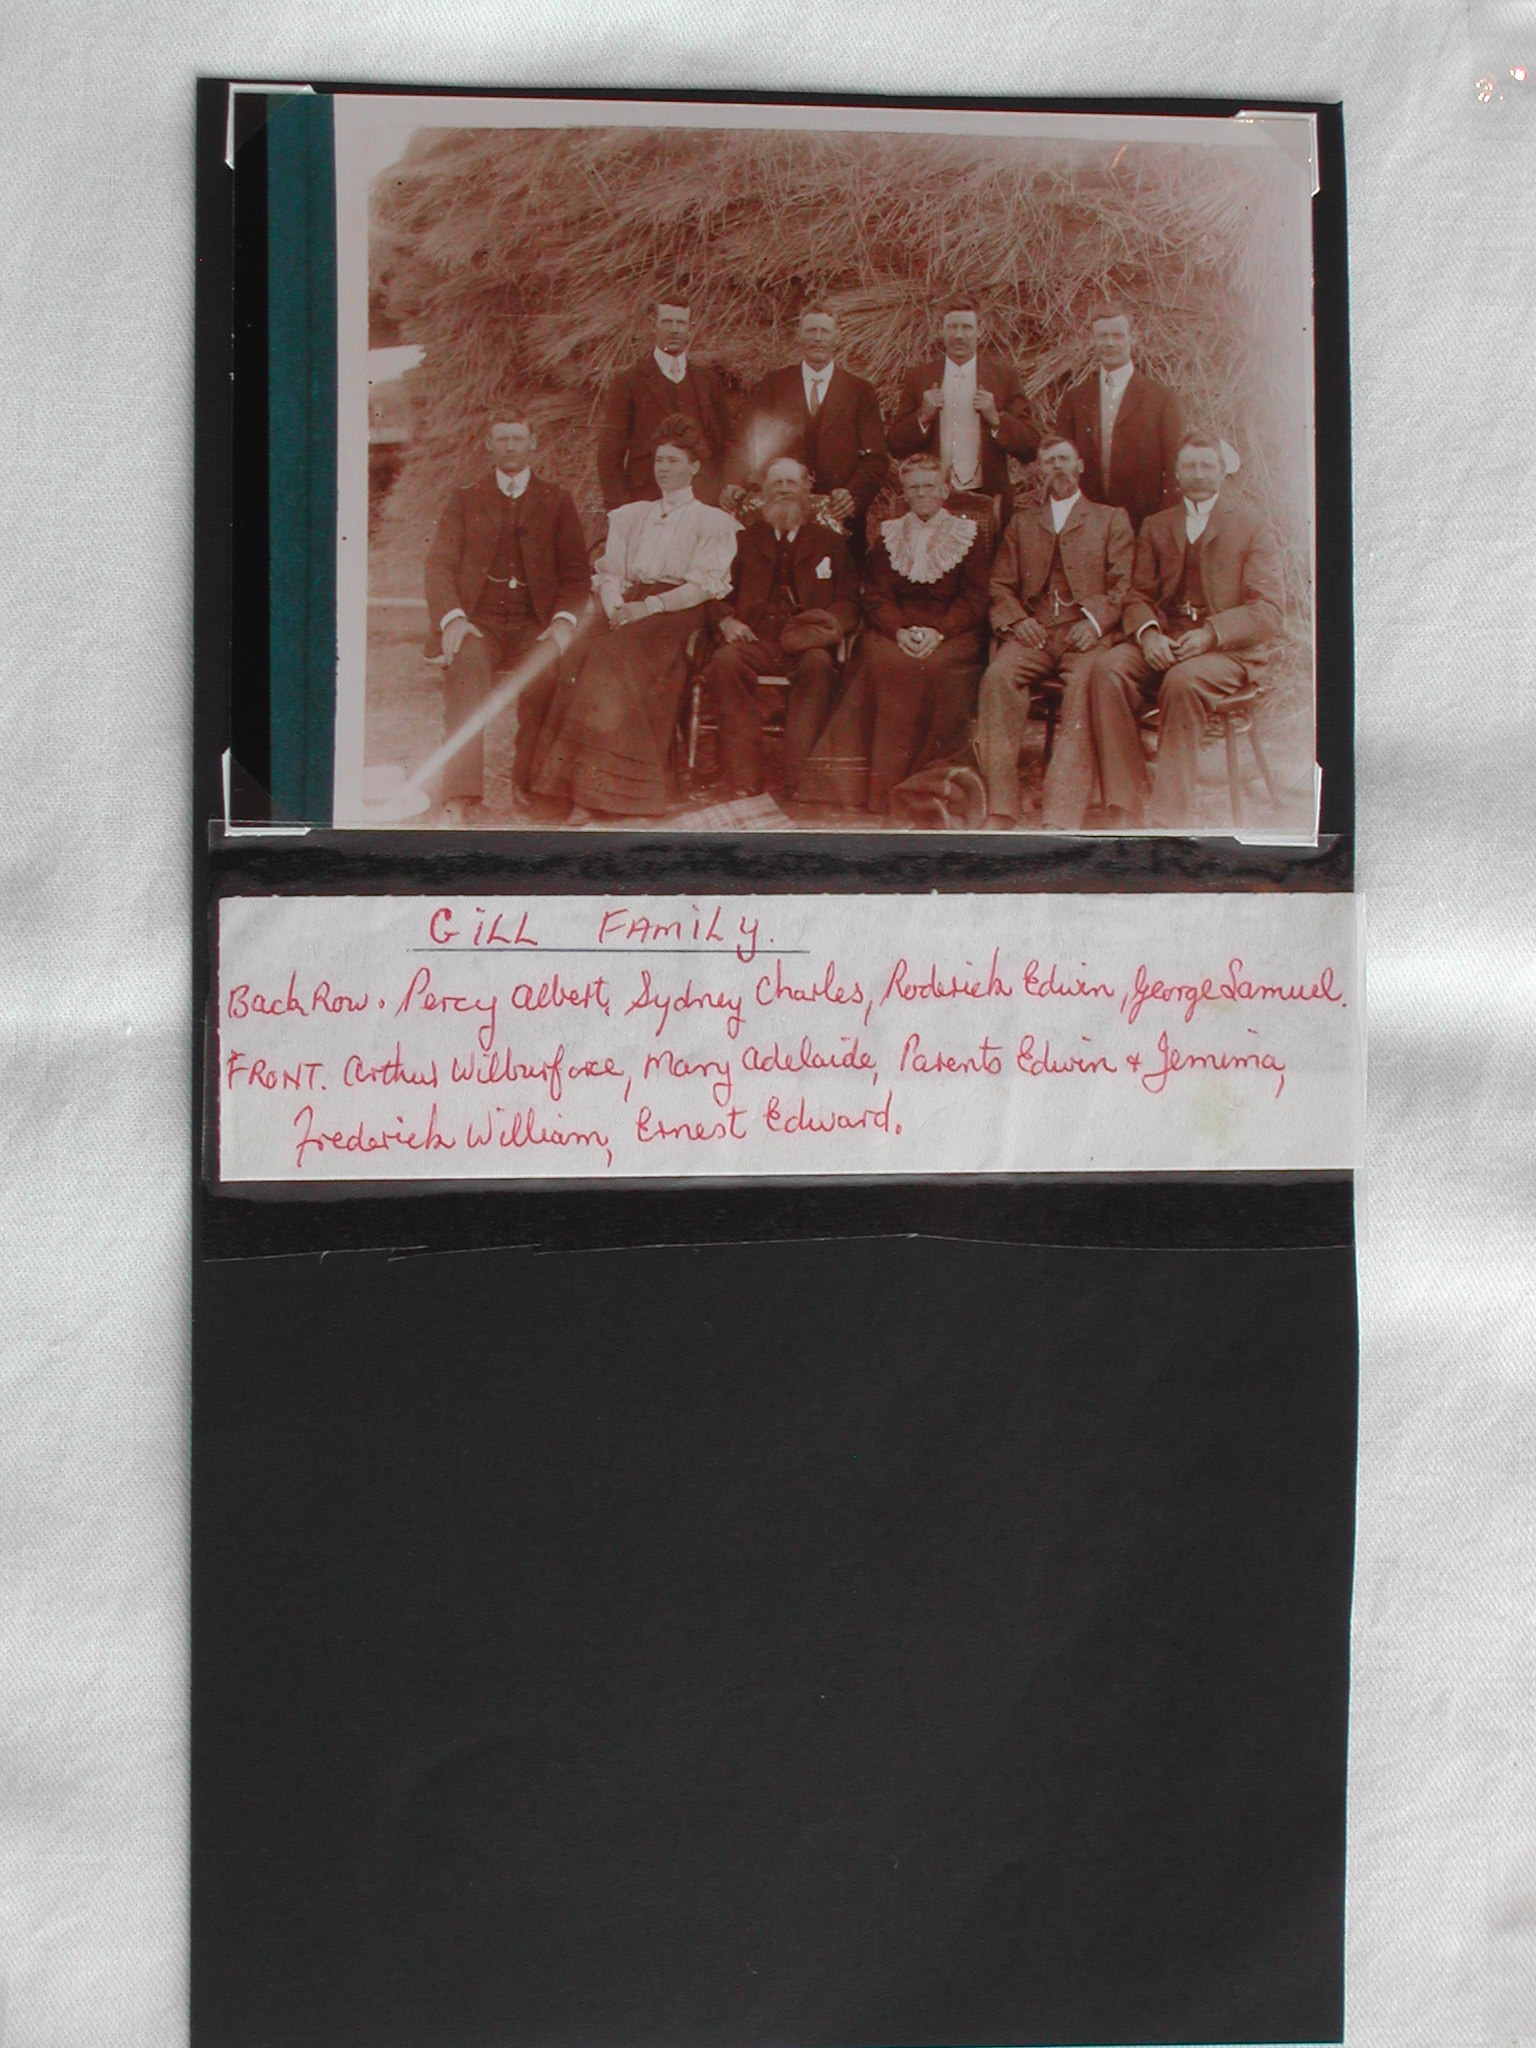 GiLL FAMiLY.
Back Row. Percy Albert, Sydney Charles, Roderick Edwin, George Samuel.
FRONT. Arthur Wilburforce, Mary Adelaide, Parents Edwin + Jemima,
Frederick William, Ernest Edward.